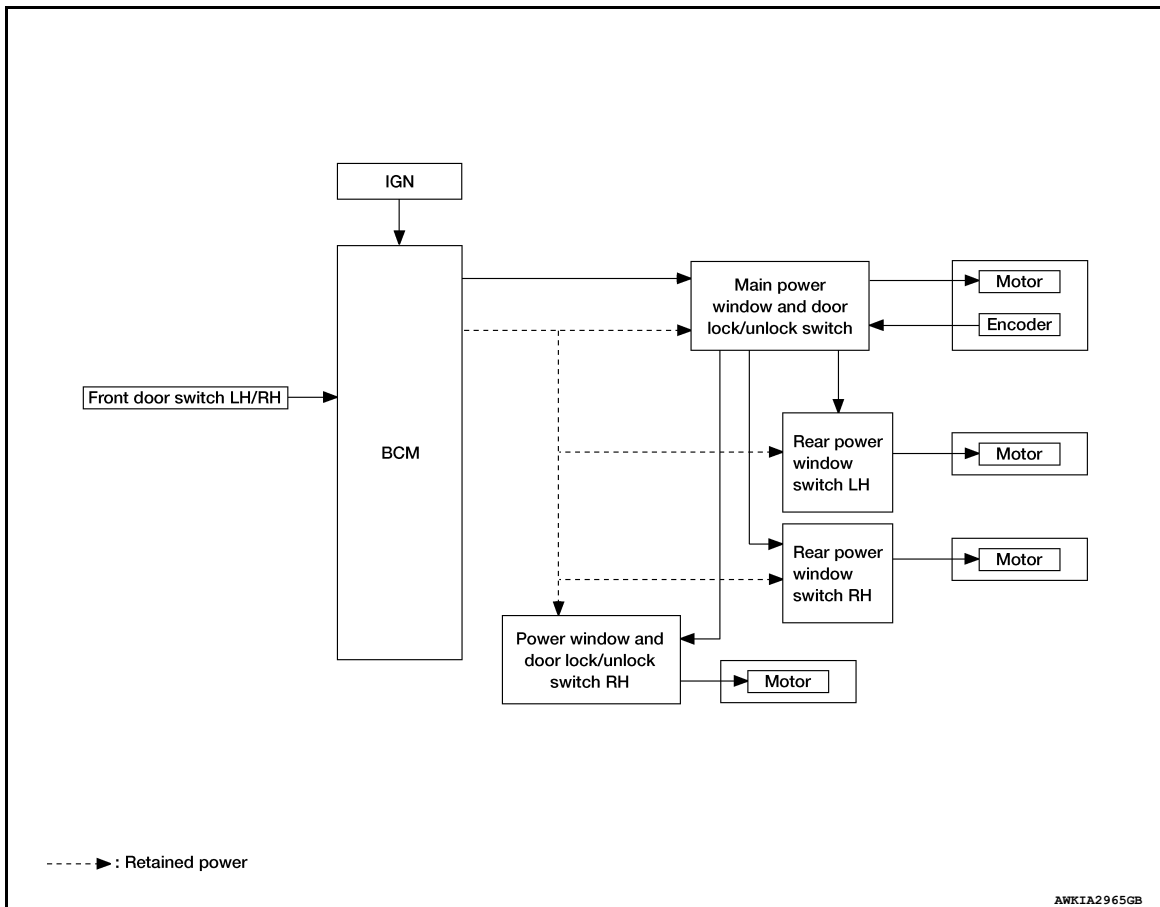 IGN
BCM
Front door switch LH/RH
Main power
window and door
lock/unlock switch
Motor
Encoder
Rear power
window
switch LH
Motor
Rear power
window
switch RH
Motor
Power window and
door lock/unlock
switch RH
Motor
: Retained power
AWKIA2965GB